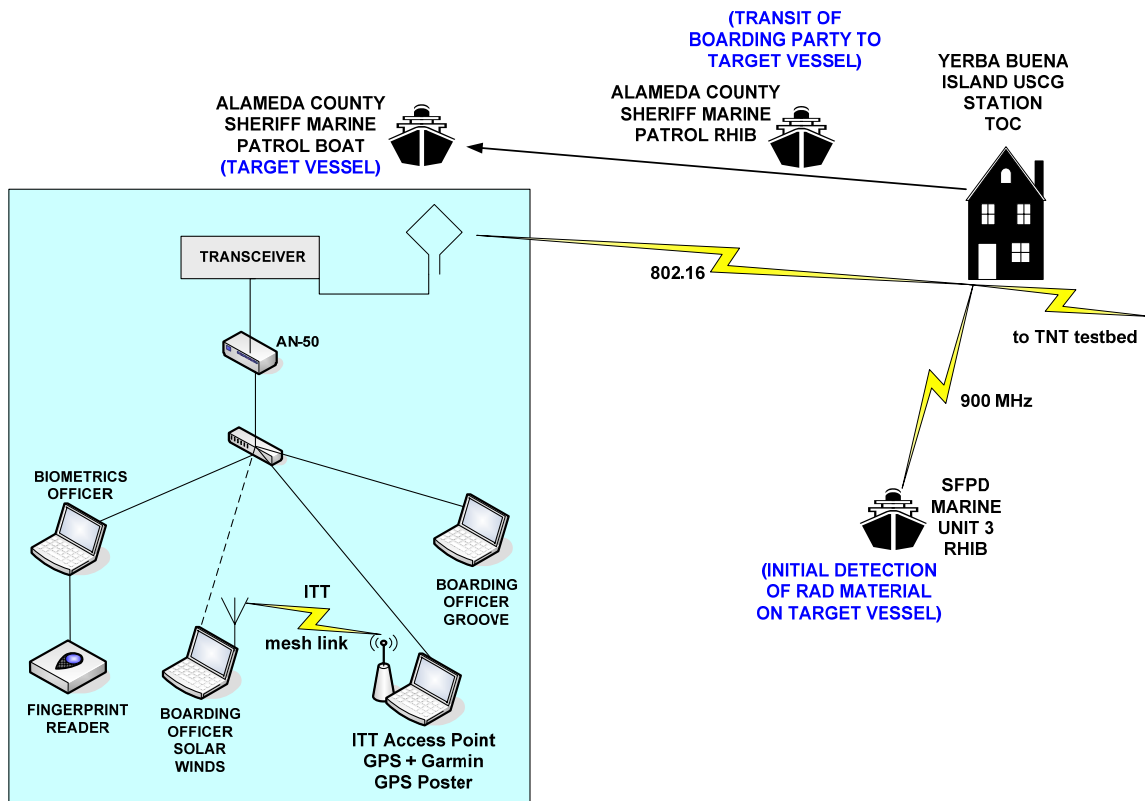 (TRANSIT OF
BOARDING PARTY TO
TARGET VESSEL)
ALAMEDA COUNTY
SHERIFF MARINE
PATROL RHIB
YERBA BUENA
ISLAND USCG
STATION
TOC
ALAMEDA COUNTY
SHERIFF MARINE
PATROL BOAT
(TARGET VESSEL)
TRANSCEIVER
802.16
to TNT testbed
AN-50
900 MHz
BIOMETRICS
OFFICER
SFPD
MARINE
UNIT 3
RHIB
(INITIAL DETECTION
OF RAD MATERIAL
ON TARGET VESSEL)
BOARDING
OFFICER
GROOVE
ITT
mesh link
FINGERPRINT
READER
BOARDING
OFFICER
SOLAR
WINDS
ITT Access Point
GPS + Garmin
GPS Poster